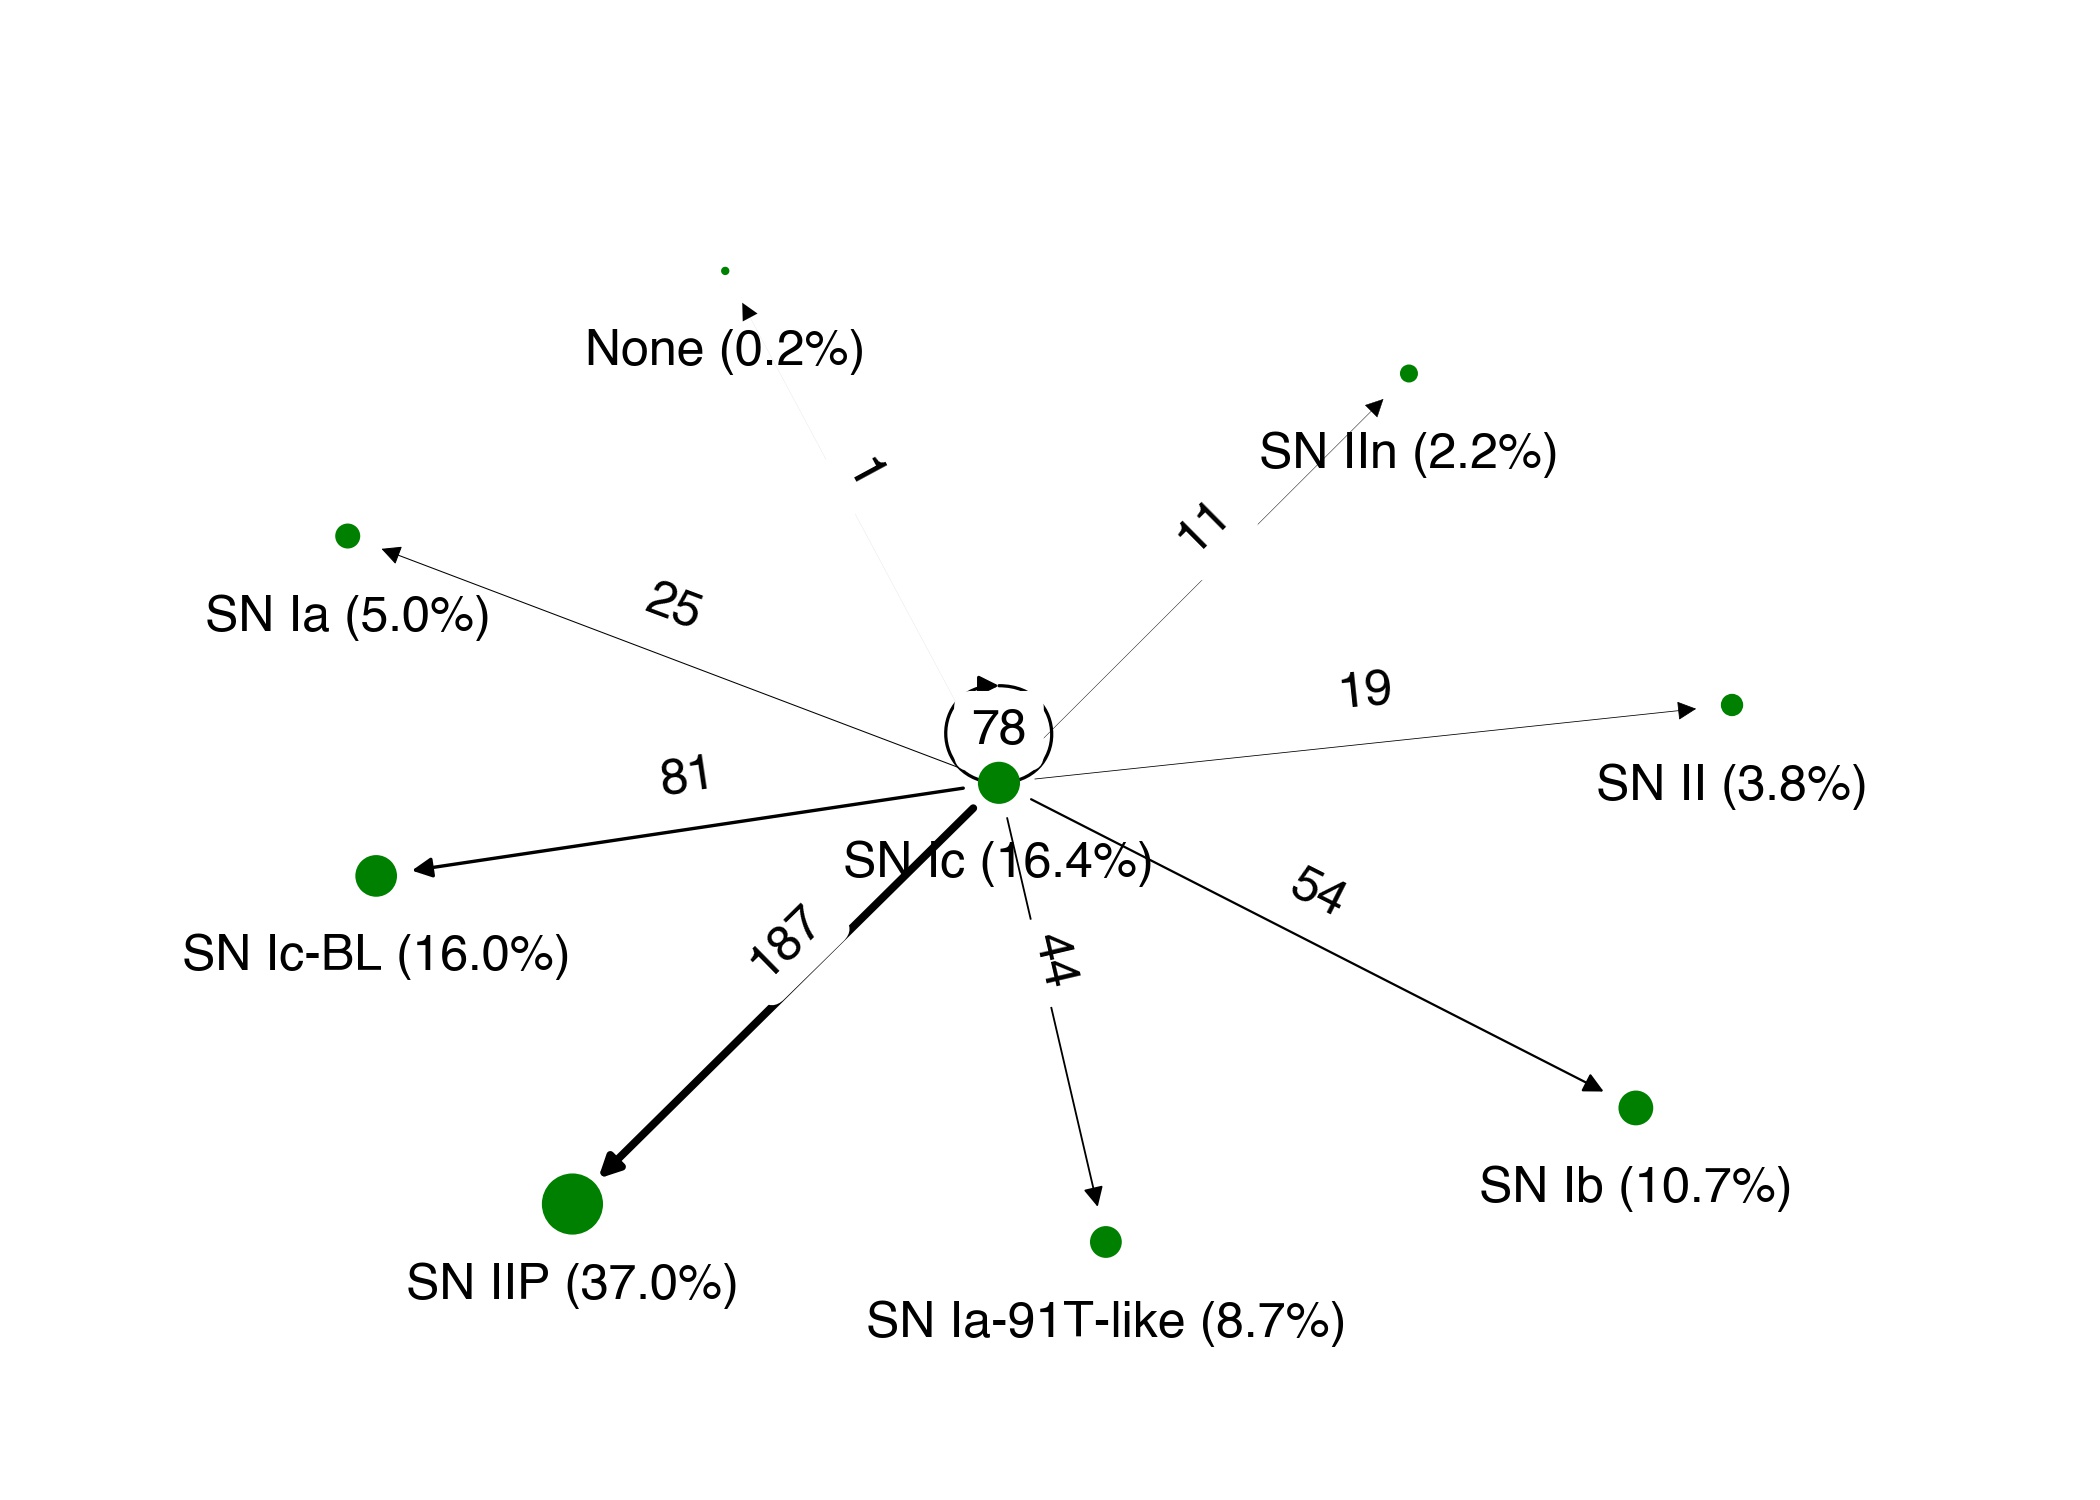 None (0.2%)
SN IIn (2.2%)
1
11
25
SN Ia (5.0%)
19
78
81
SN II (3.8%)
SN Ic (16.4%)
54
187
SN Ic-BL (16.0%)
44
SN Ib (10.7%)
SN IIP (37.0%)
SN Ia-91T-like (8.7%)